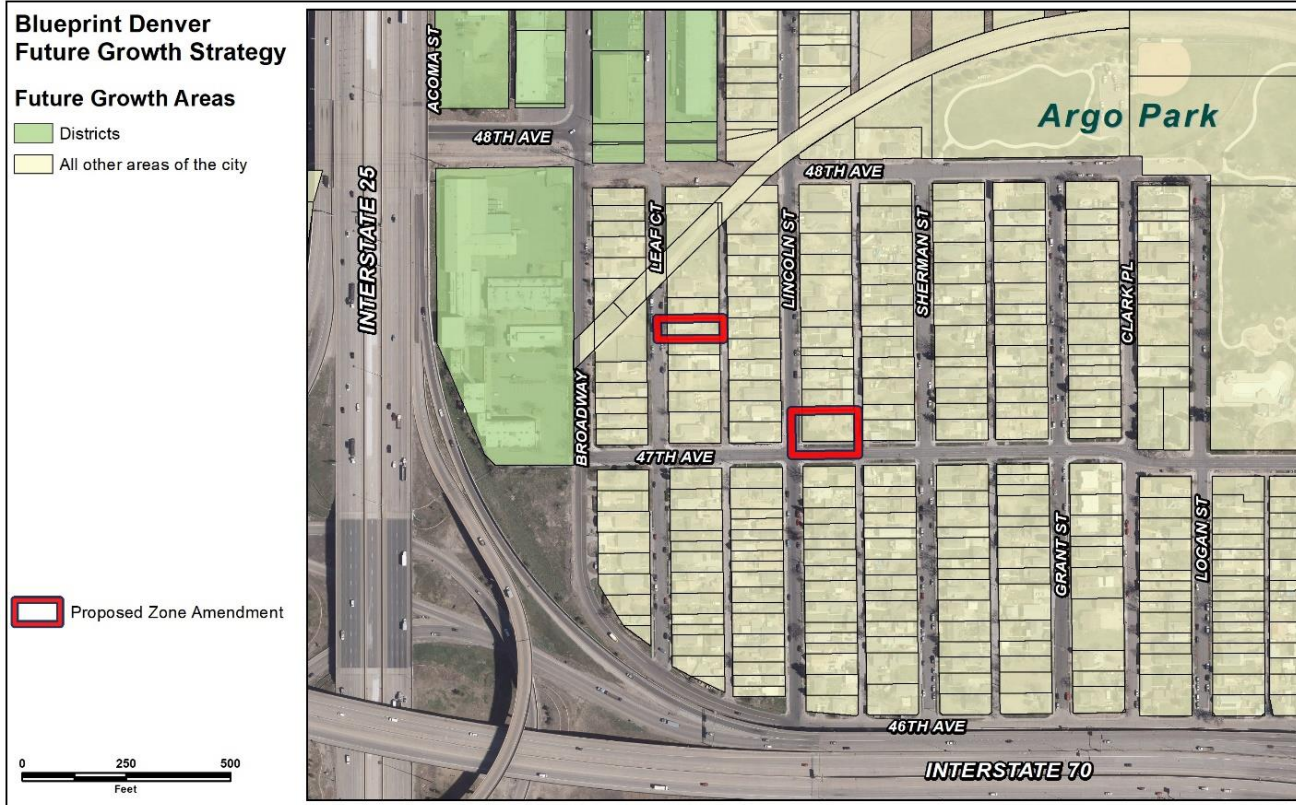 Blueprint Denver
Future Growth Strategy
Future Growth Areas
Districts
All other areas of the city
Proposed Zone Amendment
0 250 500
Feet
ACOMA ST
48TH AVE
INTERSTATE 25
LEAF CT
BROADWAY
47TH AVE
LINCOLN ST
48TH AVE
SHERMAN ST
Argo Park
CLARK PL
GRANT ST
LOGAN ST
46TH AVE
INTERSTATE 70